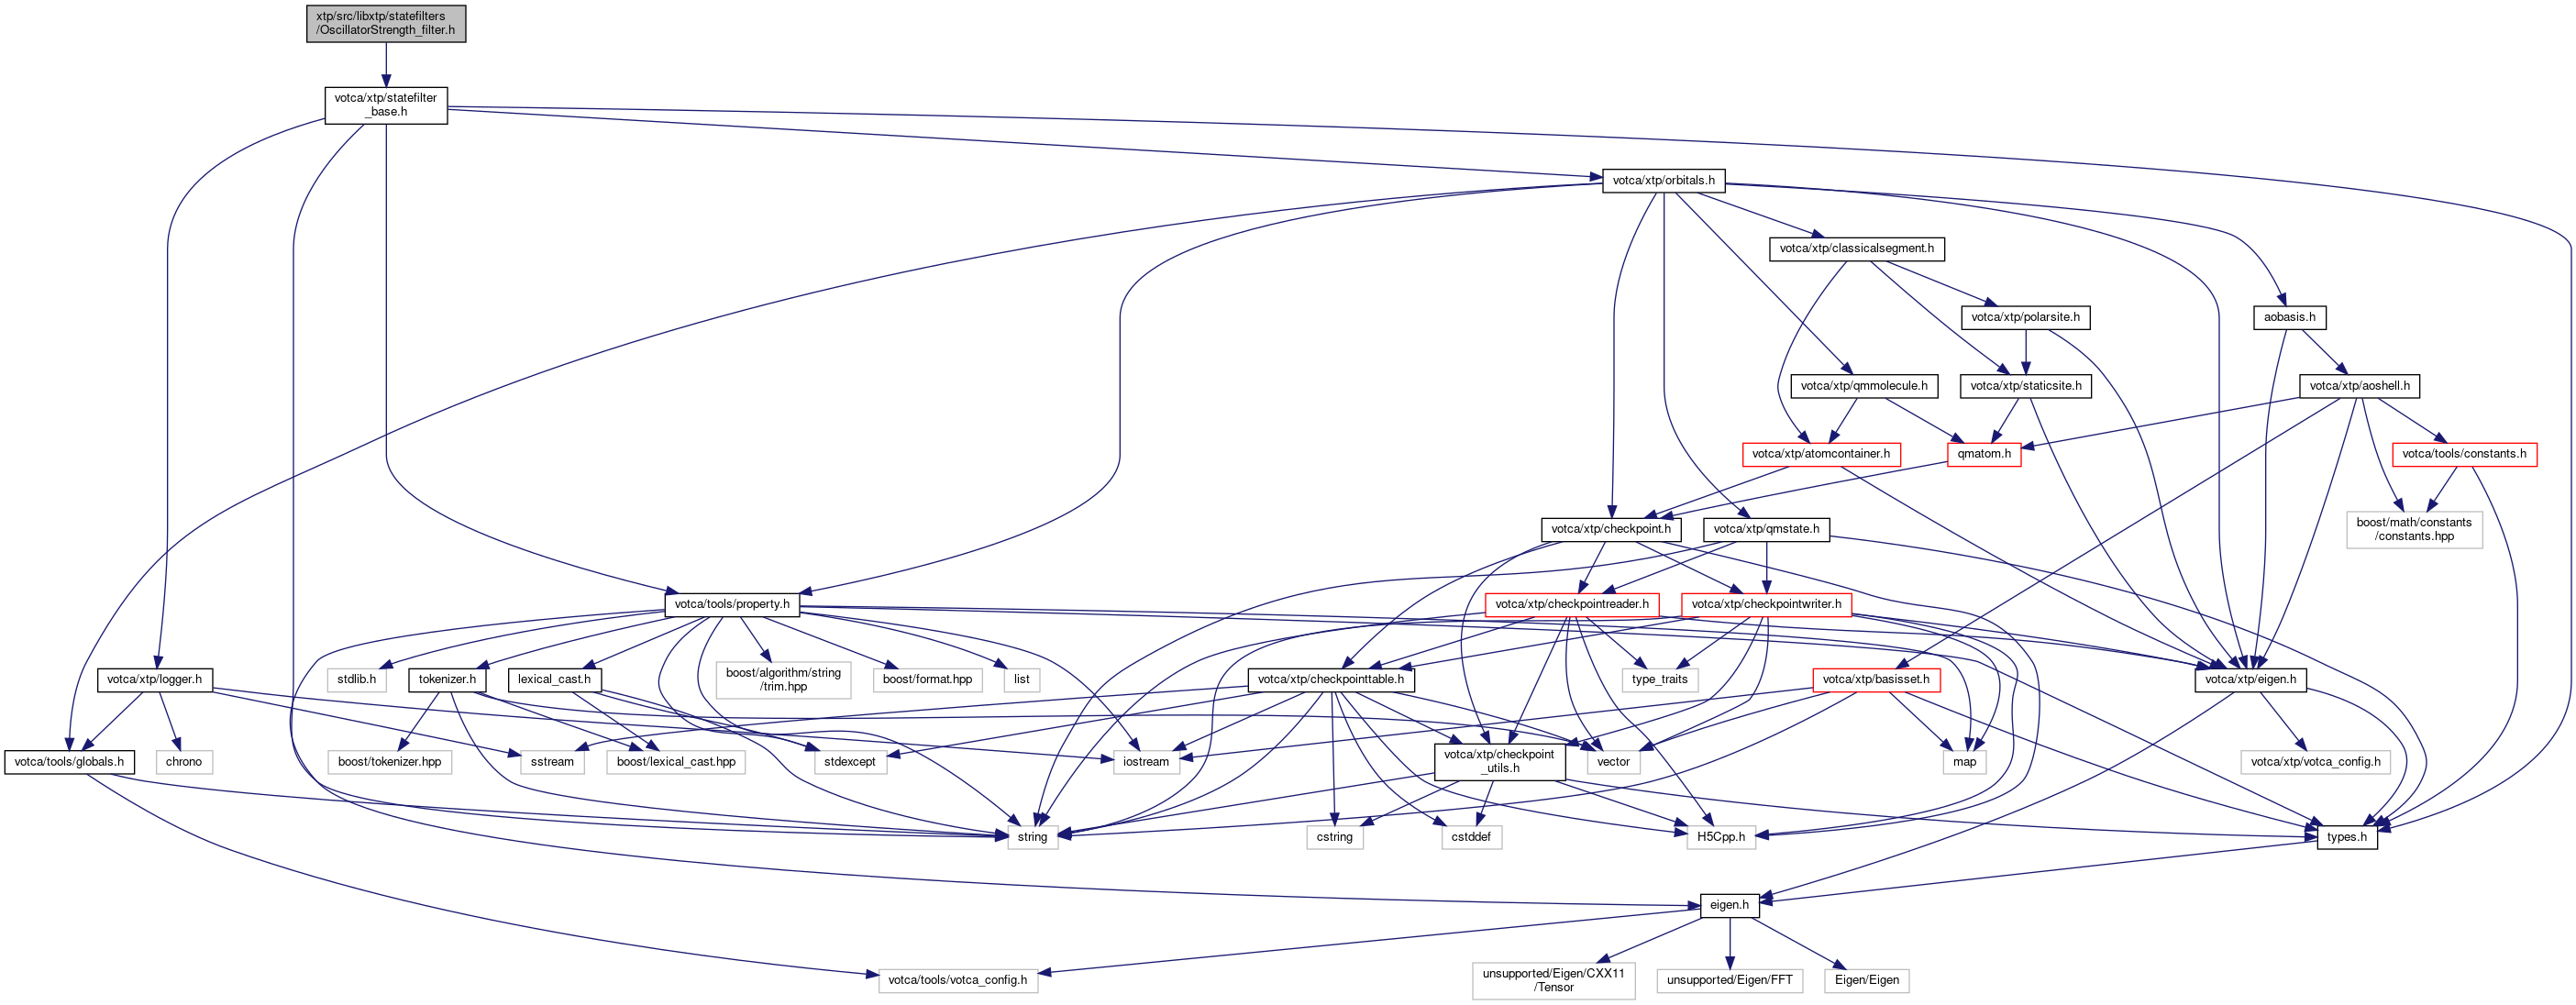 xtp/src/libxtp/statefilters
/OscillatorStrength_filter.h
votca/xtp/statefilter
_base.h
votca/xtp/orbitals.h
votca/xtp/classicalsegment.h
votca/xtp/polarsite.h
aobasis.h
votca/xtp/qmmolecule.h
votca/xtp/staticsite.h
votca/xtp/aoshell.h
votca/xtp/atomcontainer.h
qmatom.h
votca/tools/constants.h
votca/xtp/checkpoint.h
votca/xtp/qmstate.h
boost/math/constants
/constants.hpp
votca/tools/property.h
votca/xtp/checkpointreader.h
votca/xtp/checkpointwriter.h
votca/xtp/logger.h
stdlib.h
tokenizer.h
lexical_cast.h
boost/algorithm/string
/trim.hpp
boost/format.hpp
list
votca/xtp/checkpointtable.h
type_traits
votca/xtp/basisset.h
votca/xtp/eigen.h
votca/tools/globals.h
chrono
boost/tokenizer.hpp
sstream
boost/lexical_cast.hpp
stdexcept
iostream
votca/xtp/checkpoint
_utils.h
vector
map
votca/xtp/votca_config.h
string
cstring
cstddef
H5Cpp.h
types.h
eigen.h
votca/tools/votca_config.h
unsupported/Eigen/CXX11
/Tensor
unsupported/Eigen/FFT
Eigen/Eigen